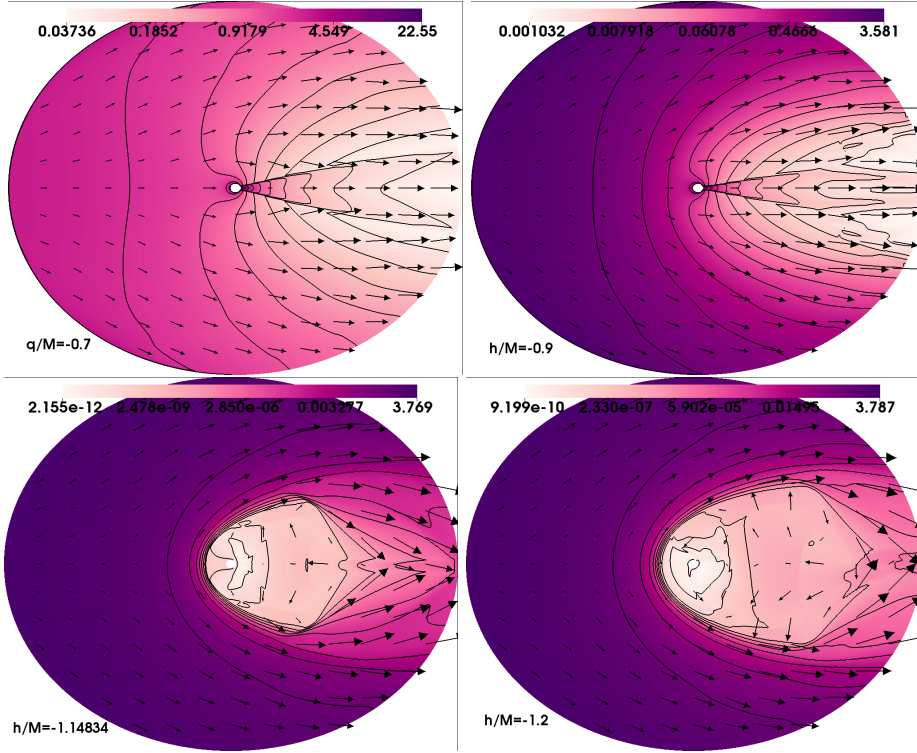 0.03736 0.1852 0.9179 4.549 22.55
q/M=-0.7
0.001032 0.007918 0.06078 0.4666 3.581
h/M=-0.9
2.155e-12 2.478e-09 2.850e-06 0.003277 3.769
h/M=-1.14834
9.199e-10 2.330e-07 5.902e-05 0.01495 3.787
h/M=-1.2